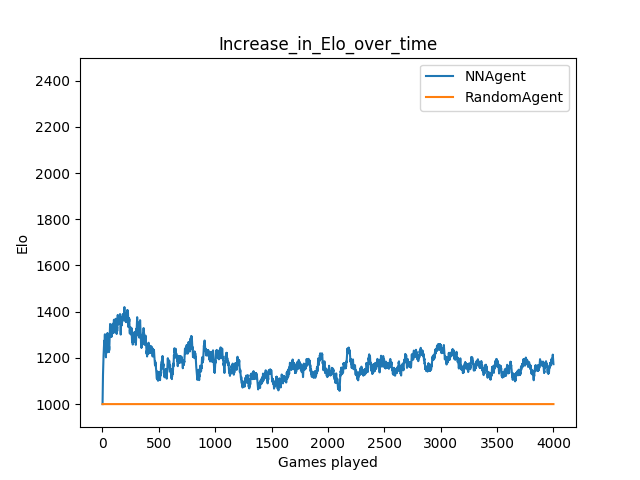 Increase_in_Elo_over_time
NNAgent
RandomAgent
2400
2200
2000
1800
1600
1400
1200
1000
Elo
0 500 1000 1500 2000 2500 3000 3500 4000
Games played